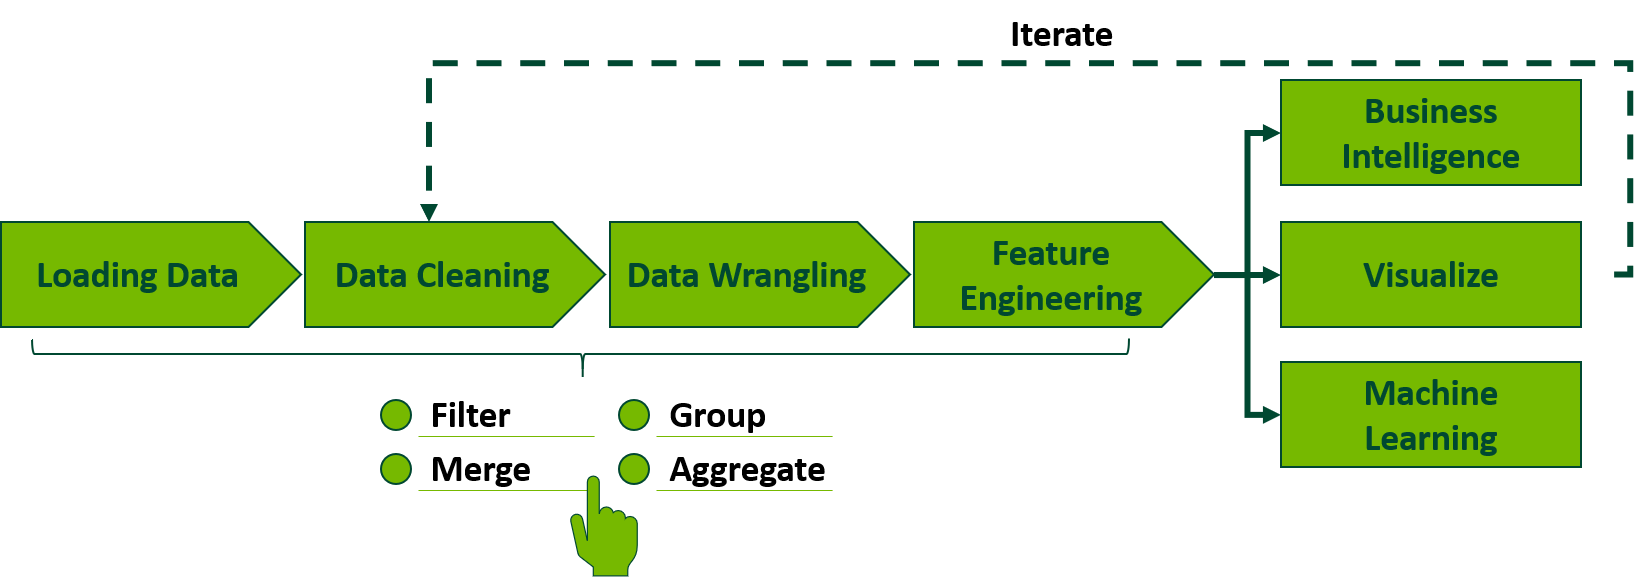 Iterate
Business
Intelligence
Loading Data
Data Cleaning
Data Wrangling
Feature
Engineering
Visualize
Machine
Learning
Filter
Group
Merge
Aggregate